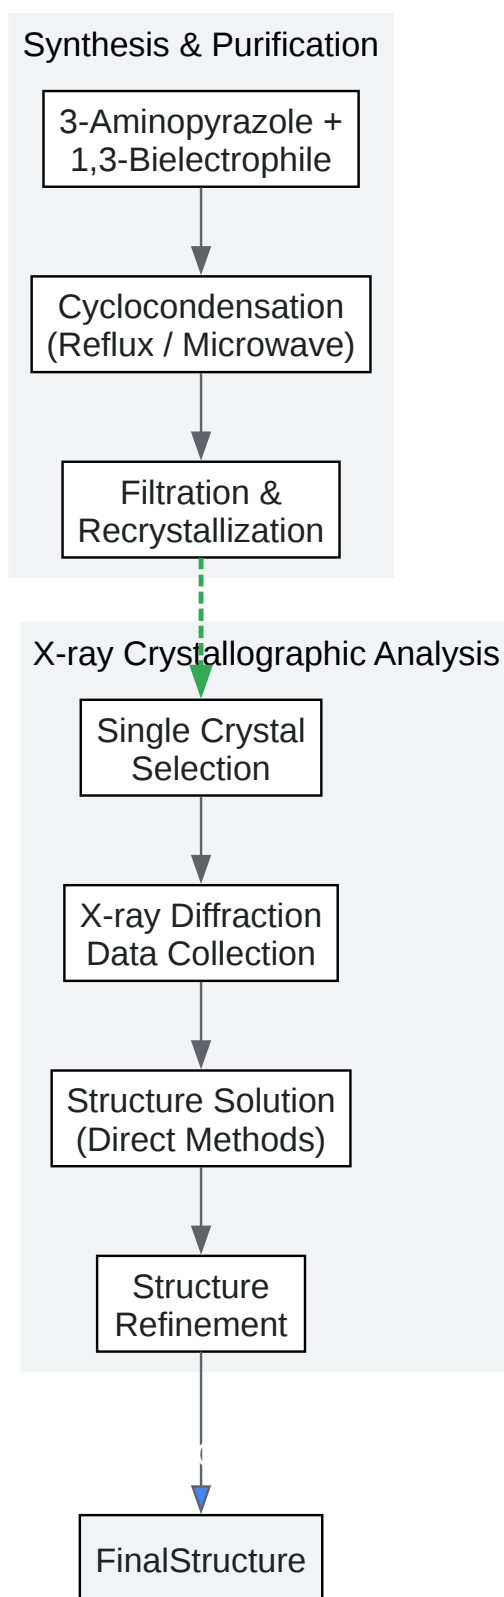 Synthesis & Purification
3-Aminopyrazole +
1,3-Bielectrophile
Cyclocondensation
(Reflux / Microwave)
Filtration &
Recrystallization
X-ray Crystallographic Analysis
Single Crystal
Selection
X-ray Diffraction
Data Collection
Structure Solution
(Direct Methods)
Structure
Refinement
FinalStructure